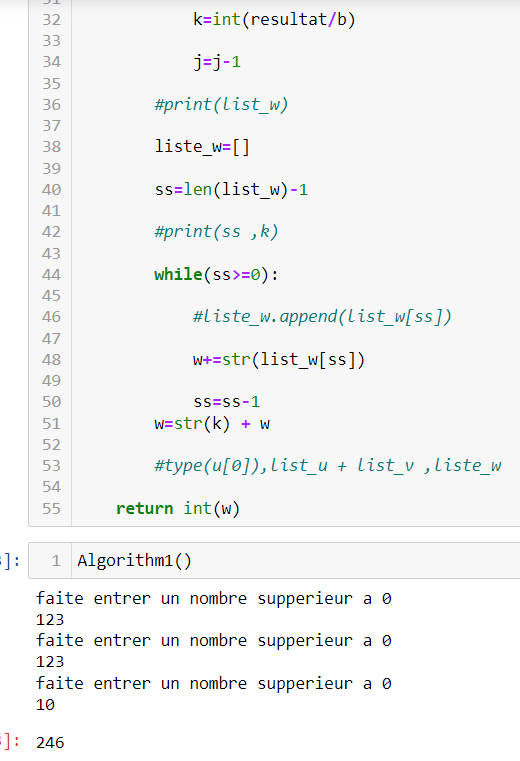 31
32 k=int(resultat/b)
33
34 j=j-1
35
36 #print(list_w)
37
38 liste_w=[]
39
40 ss=len(list_w)-1
41
42 #print(ss ,k)
43
44 while(ss>=0):
45
46 #liste_w.append(list_w[ss])
47
48 w+=str(list_w[ss])
49
50 ss=ss-1
51 w=str(k) + w
52
53 #type(u[0]),list_u + list_v ,liste_w
54
55 return int(w)
]: 1 Algorithm1()
faite entrer un nombre supperieur a 0
123
faite entrer un nombre supperieur a 0
123
faite entrer un nombre supperieur a 0
10
]: 246